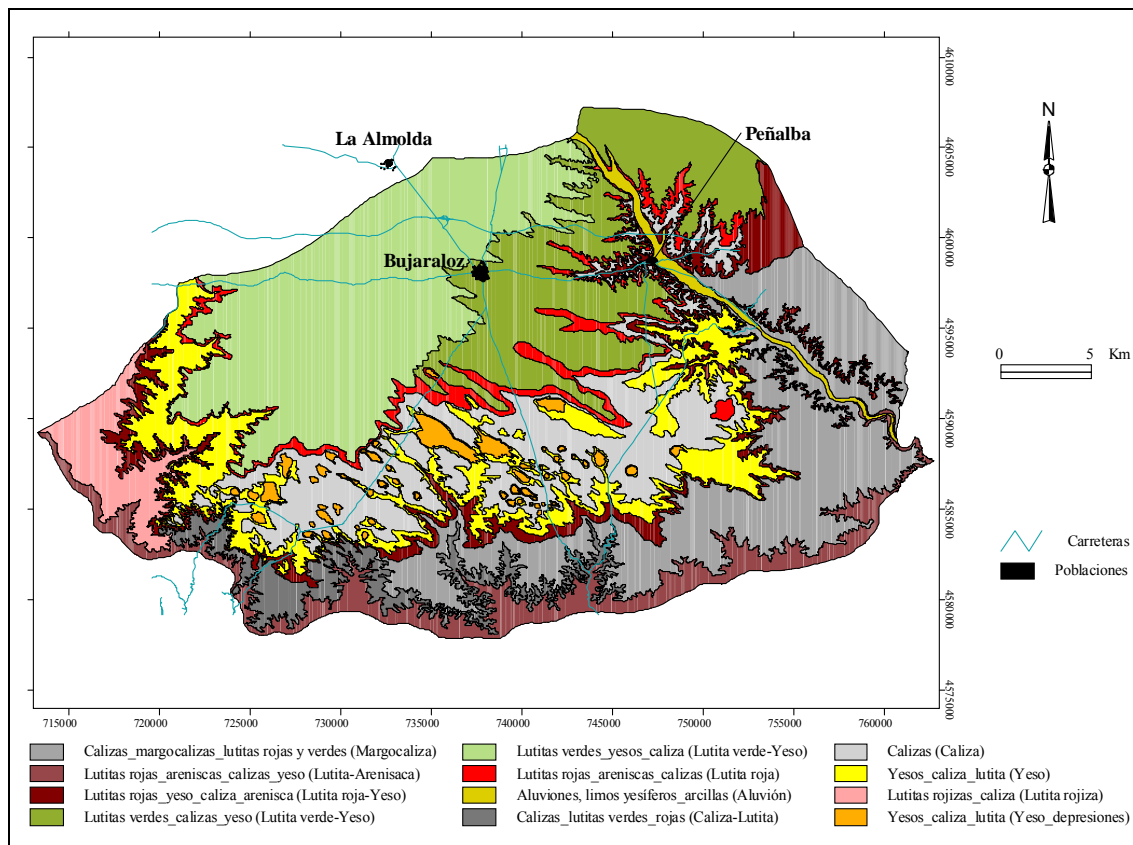 La Almolda
Peñalba
Bujaraloz
N
0 5 Km
Carreteras
Poblaciones
4610000
4605000
4600000
4595000
4590000
4585000
4580000
4575000
715000 720000 725000 730000 735000 740000 745000 750000 755000 760000
Calizas_margocalizas_lutitas rojas y verdes (Margocaliza)
Lutitas rojas_areniscas_calizas_yeso (Lutita-Arenisaca)
Lutitas rojas_yeso_caliza_arenisca (Lutita roja-Yeso)
Lutitas verdes_calizas_yeso (Lutita verde-Yeso)
Lutitas verdes_yesos_caliza (Lutita verde-Yeso)
Lutitas rojas_areniscas_calizas (Lutita roja)
Aluviones, limos yesíferos_arcillas (Aluvión)
Calizas_lutitas verdes_rojas (Caliza-Lutita)
Calizas (Caliza)
Yesos_caliza_lutita (Yeso)
Lutitas rojizas_caliza (Lutita rojiza)
Yesos_caliza_lutita (Yeso_depresiones)